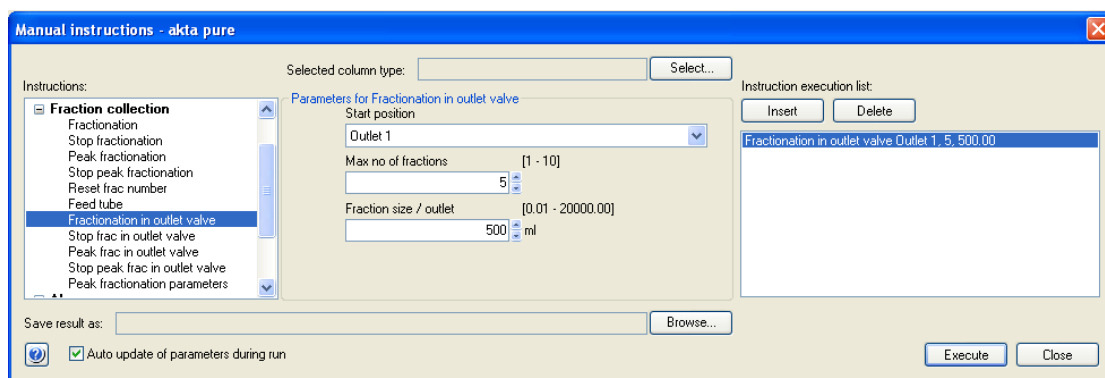 Manual instructions - akta pure
Selected column type:
Select...
Instructions:
Fraction collection
Fractionation
Stop fractionation
Peak fractionation
Stop peak fractionation
Reset frac number
Feed tube
Fractionation in outlet valve
Stop frac in outlet valve
Peak frac in outlet valve
Stop peak frac in outlet valve
Peak fractionation parameters
Parameters for Fractionation in outlet valve
Start position
Outlet 1
Max no of fractions [1 - 10]
5
Fraction size / outlet [0.01 - 20000.00]
500 ml
Instruction execution list:
Insert Delete
Fractionation in outlet valve Outlet 1, 5, 500.00
Save result as:
Browse...
Auto update of parameters during run
Execute Close